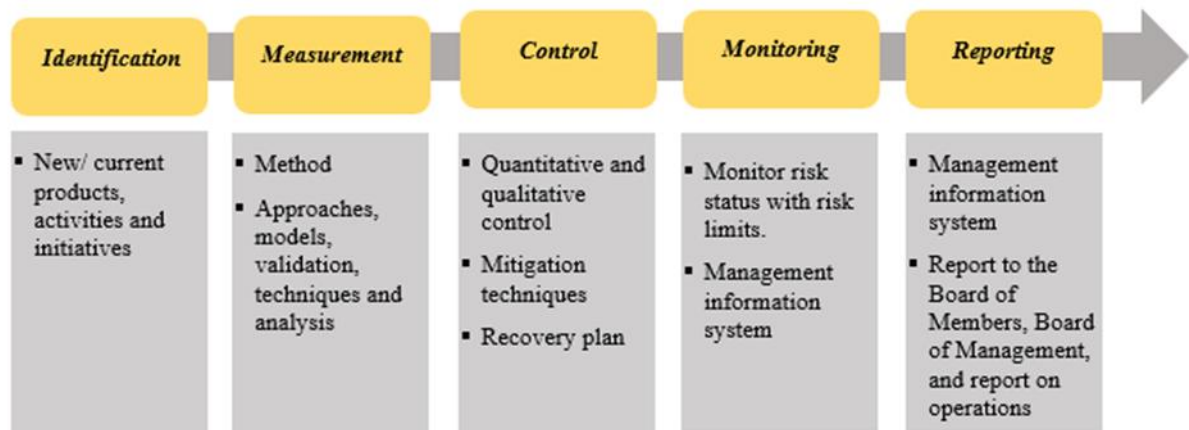 Identification
Measurement
Control
Monitoring
Reporting
▪ New/ current
products,
activities and
initiatives
▪ Method
▪ Approaches,
models,
validation,
techniques and
analysis
▪ Quantitative and
qualitative
control
▪ Mitigation
techniques
▪ Recovery plan
▪ Monitor risk
status with risk
limits.
▪ Management
information
system
▪ Management
information
system
▪ Report to the
Board of
Members, Board
of Management,
and report on
operations